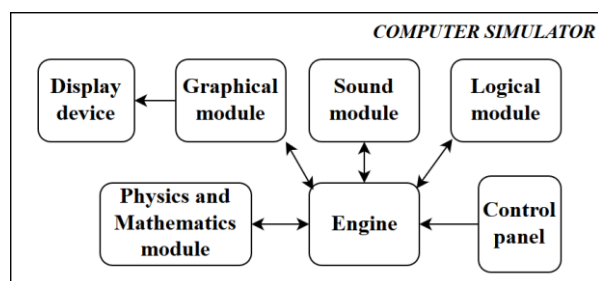 COMPUTER SIMULATOR
Display
device
Graphical
module
Sound
module
Logical
module
Physics and
Mathematics
module
Engine
Control
panel